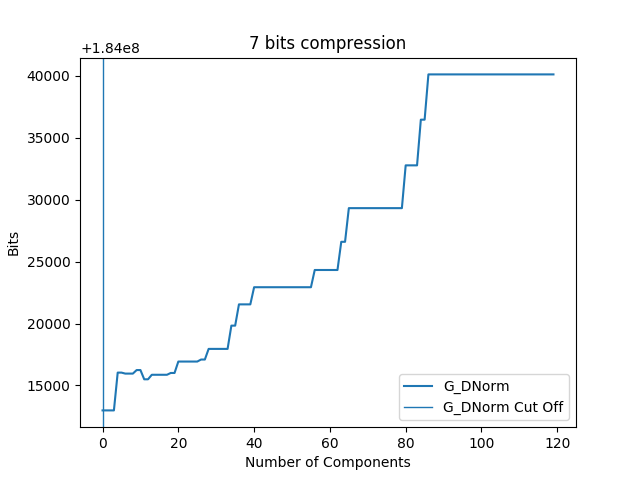 7 bits compression
+1.84e8
40000
35000
30000
25000
20000
15000
Bits
0 20 40 60 80 100 120
Number of Components
G_DNorm
G_DNorm Cut Off